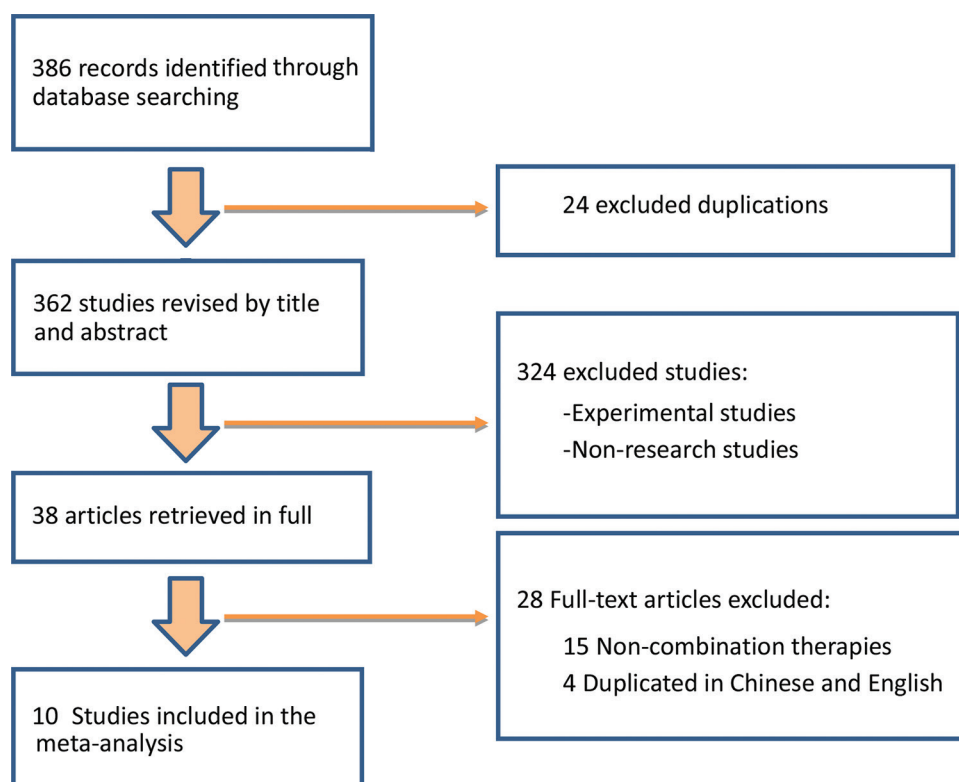 386 records identified through
database searching
24 excluded duplications
362 studies revised by title
and abstract
324 excluded studies:
-Experimental studies
-Non-research studies
38 articles retrieved in full
28 Full-text articles excluded:
15 Non-combination therapies
4 Duplicated in Chinese and English
10 Studies included in the
meta-analysis